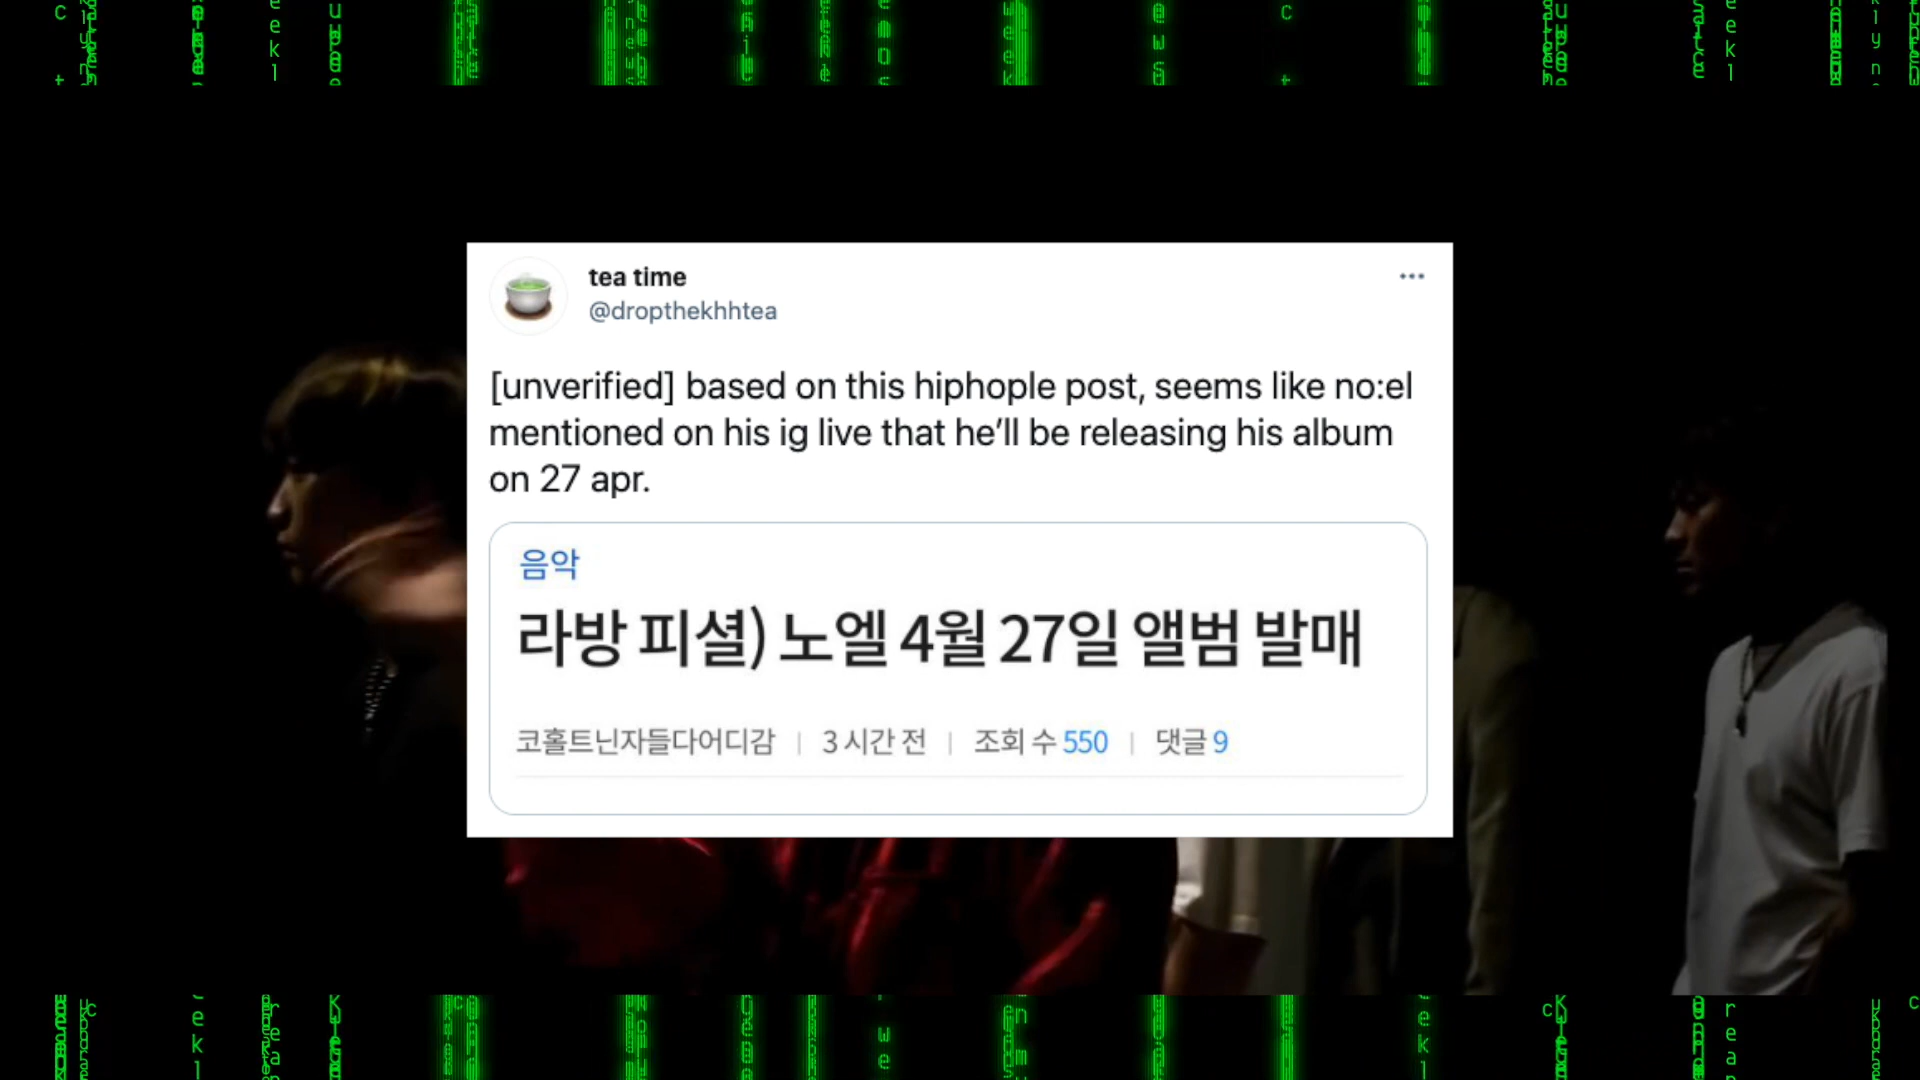 tea time
@dropthekhhtea
[unverified] based on this hiphople post, seems like no:el
mentioned on his ig live that he’ll be releasing his album
on 27 apr.
음악
라방 피셜) 노엘 4월 27일 앨범 발매
코홀트닌자들다어디감 | 3 시간 전 | 조회 수 550 | 댓글 9